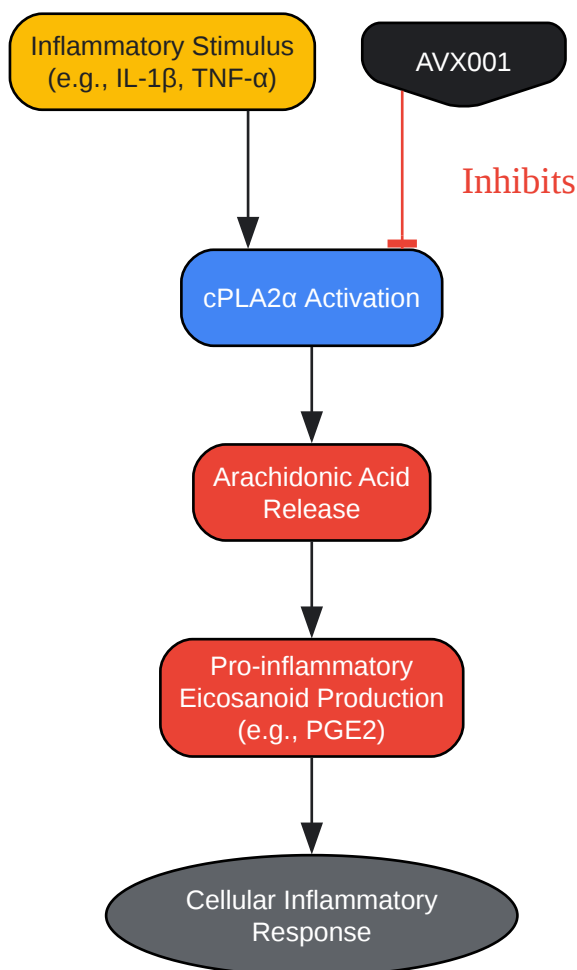 Inflammatory Stimulus
(e.g., IL-1β, TNF-α)
AVX001
Inhibits
cPLA2α Activation
Arachidonic Acid
Release
Pro-inflammatory
Eicosanoid Production
(e.g., PGE2)
Cellular Inflammatory
Response